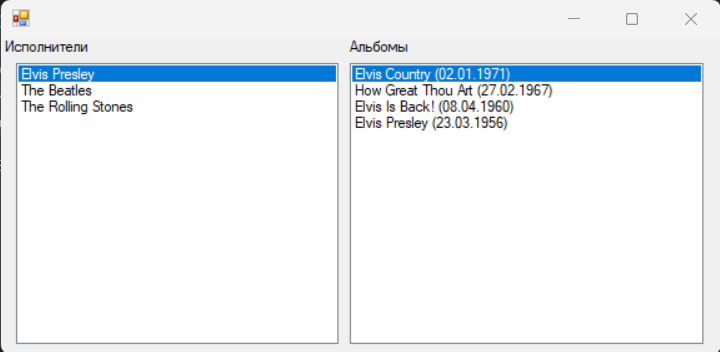 Исполнители
Альбомы
Elvis Presley
The Beatles
The Rolling Stones
Elvis Country (02.01.1971)
How Great Thou Art (27.02.1967)
Elvis Is Back! (08.04.1960)
Elvis Presley (23.03.1956)